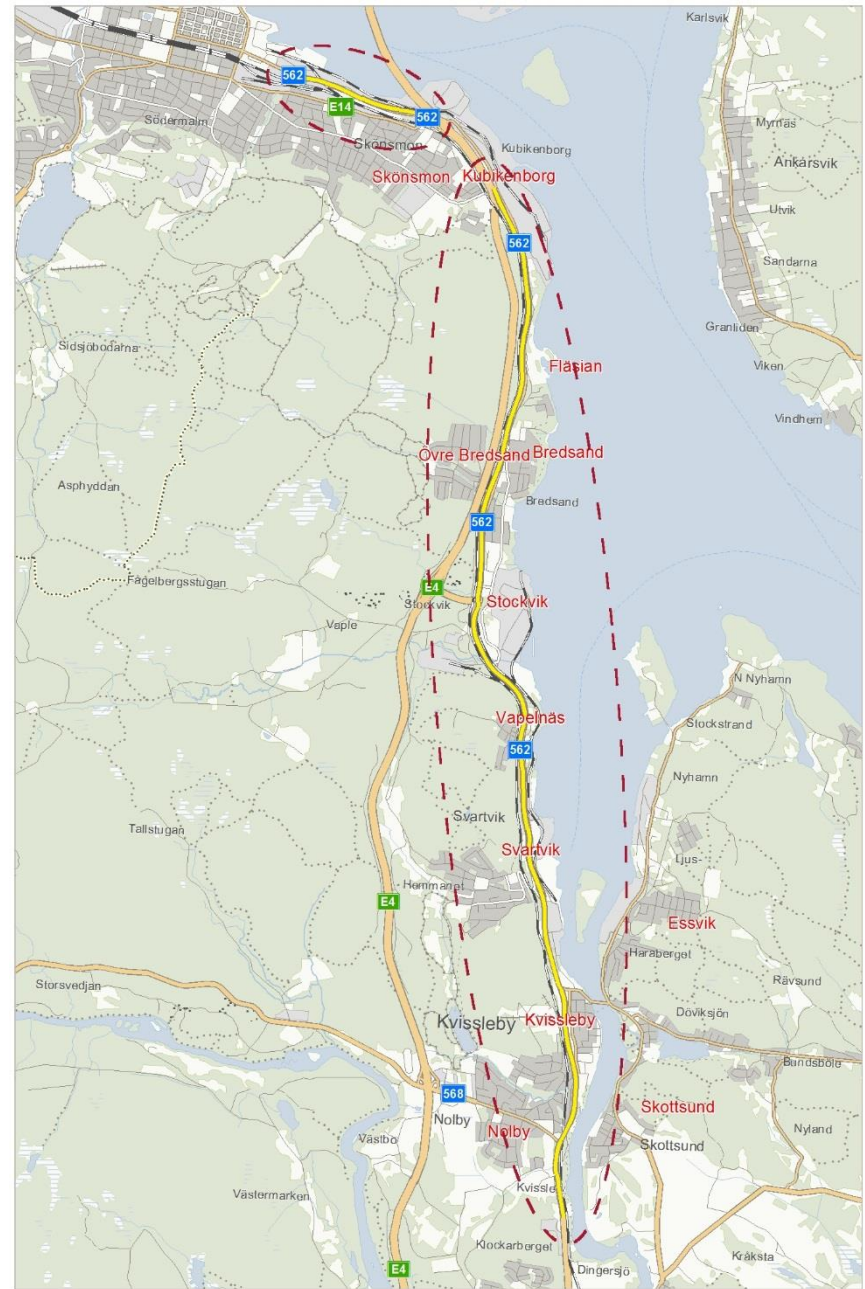 Karlsvik
562
E14
562
Södermalm
Skönsmon
Kubikenborg
Myrnäs
Ankarsvik
Skönsmon
Kubikenborg
Utvik
562
Sandarna
Granliden
Sidsjöbodarna
Fläsian
Viken
Vindhem
Övre Bredsand
Bredsand
Asphyddan
Bredsand
562
Fågelbergsstugan
E4
Stockvik
Stockvik
Vaple
N Nyhamn
Vapelnäs
Stockstrand
562
Nyhamn
Svartvik
Tallstugan
Svartvik
Ljus-
Hemmanet
E4
Essvik
Haraberget
Storsvedjan
Rävsund
Döviksjön
Kvissleby
Kvissleby
Bundsböle
568
Skottsund
Nolby
Nolby
Nyland
Västbo
Skottsund
Kvissle
Västermarken
Klockarberget
Kråksta
E4
Dingersjö